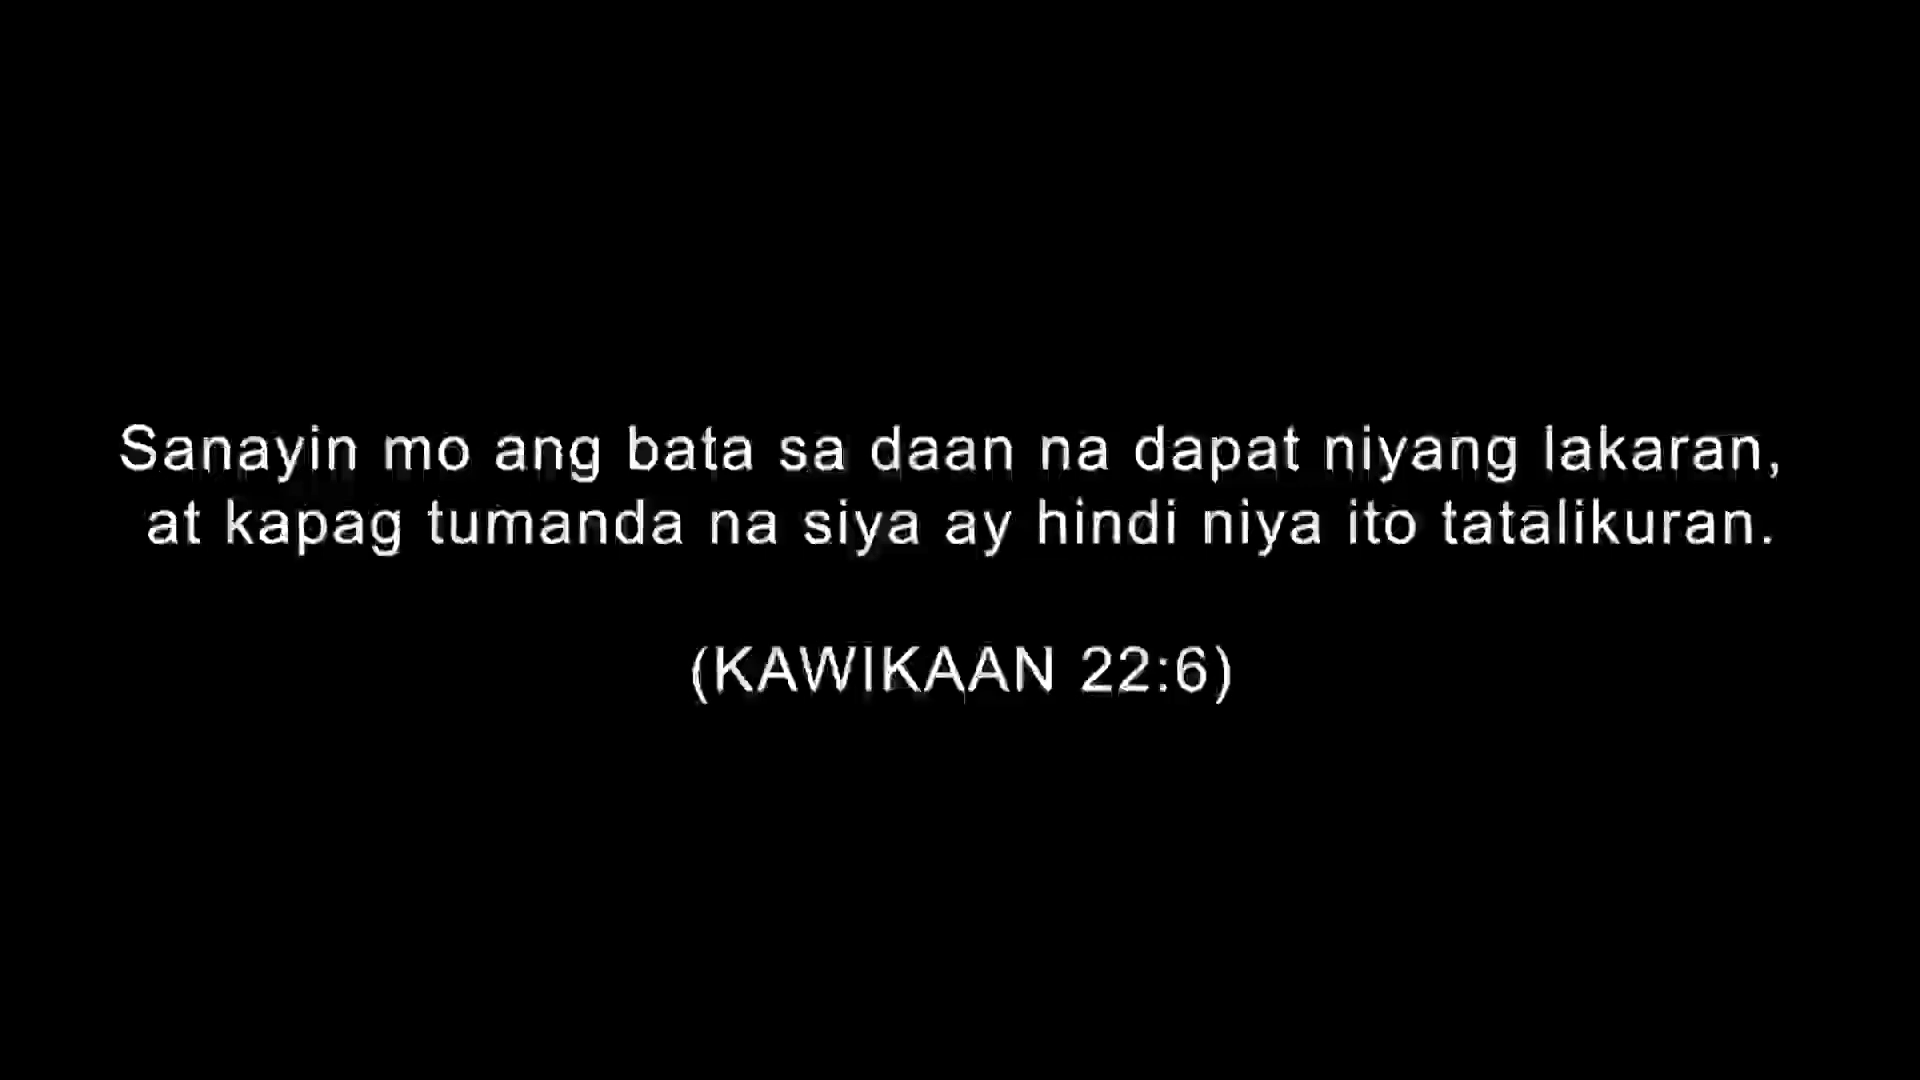 Sanayin mo ang bata sa daan na dapat niyang lakaran,
at kapag tumanda na siya ay hindi niya ito tatalikuran.
(KAWIKAAN 22:6)